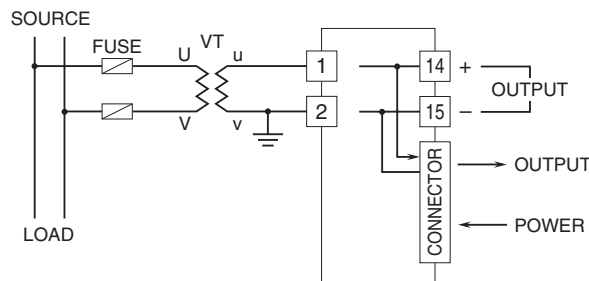 SOURCE
FUSE
VT
U
u
V
v
1
2
14
+
15
–
OUTPUT
CONNECTOR
OUTPUT
POWER
LOAD